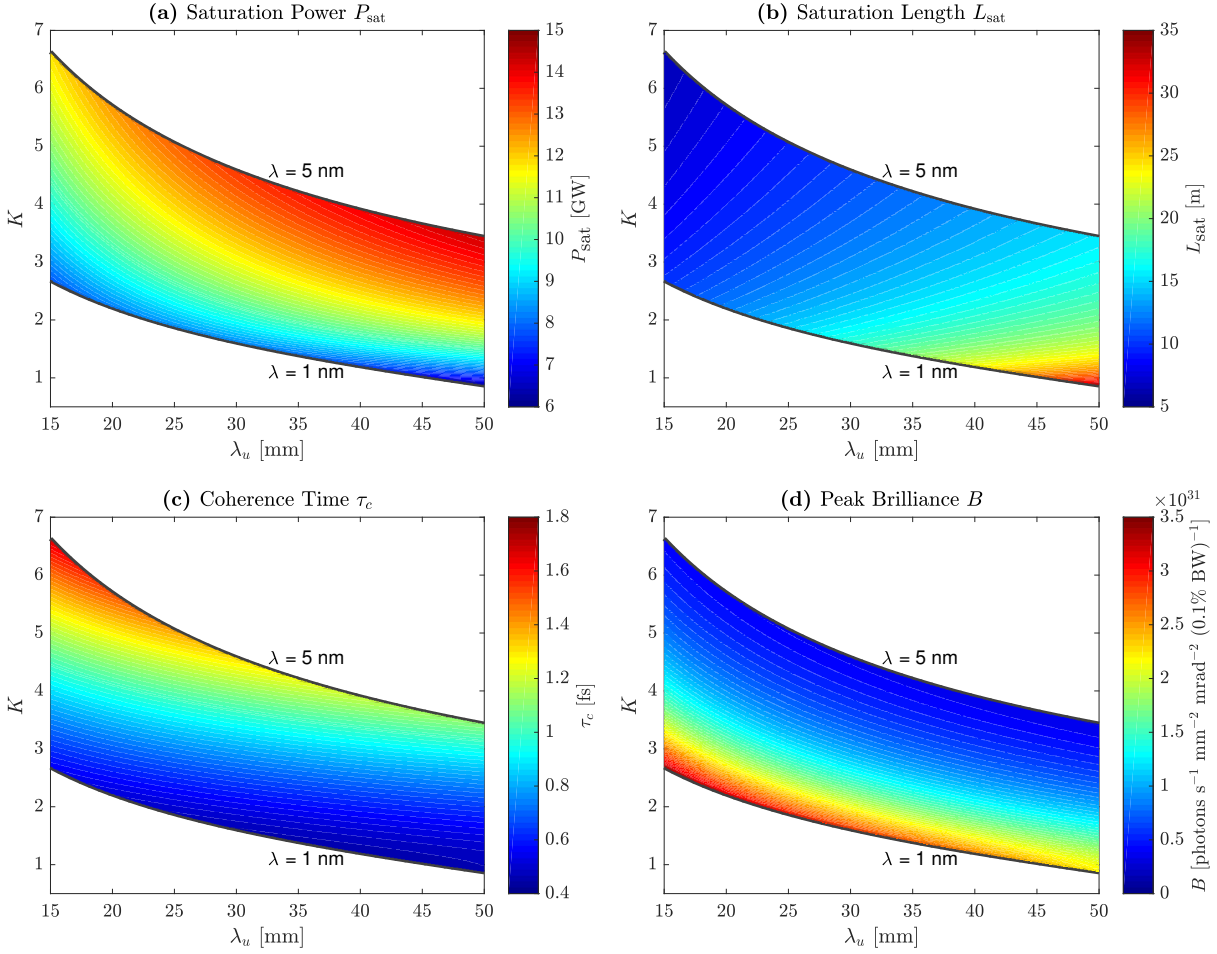 (a) Saturation Power P_sat
7
6
5
4
3
2
1
K
λ = 5 nm
λ = 1 nm
15 20 25 30 35 40 45 50
λ_u [mm]
15
14
13
12
11
10
9
8
7
6
P_sat [GW]
(b) Saturation Length L_sat
7
6
5
4
3
2
1
K
λ = 5 nm
λ = 1 nm
15 20 25 30 35 40 45 50
λ_u [mm]
35
30
25
20
15
10
5
L_sat [m]
(c) Coherence Time τ_c
7
6
5
4
3
2
1
K
λ = 5 nm
λ = 1 nm
15 20 25 30 35 40 45 50
λ_u [mm]
1.8
1.6
1.4
1.2
1
0.8
0.6
0.4
τ_c [fs]
(d) Peak Brilliance B
7
6
5
4
3
2
1
K
λ = 5 nm
λ = 1 nm
15 20 25 30 35 40 45 50
λ_u [mm]
×10^31
3.5
3
2.5
2
1.5
1
0.5
0
B [photons s^−1 mm^−2 mrad^−2 (0.1% BW)^−1]